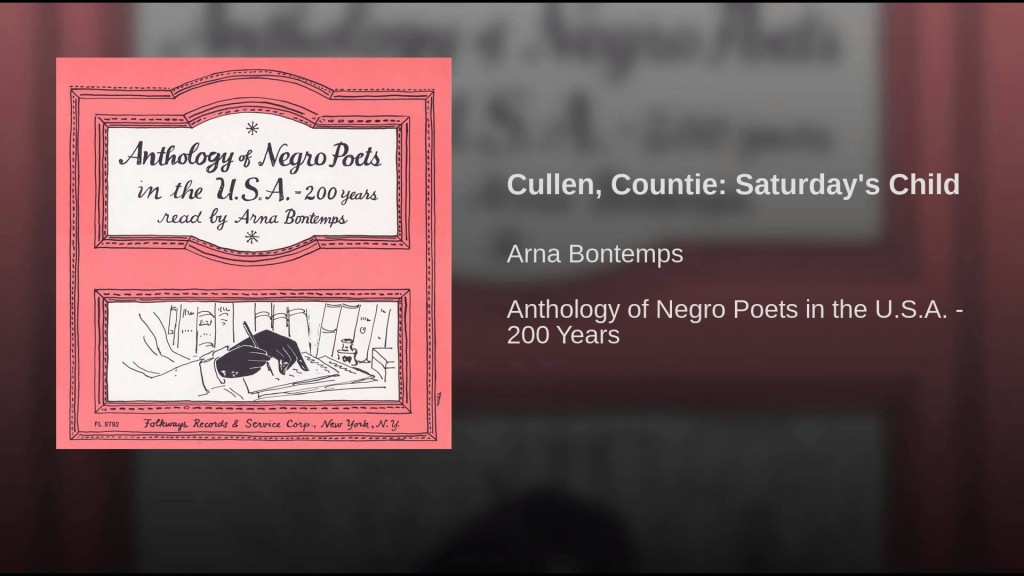 Anthology of Negro Poets
in the U.S.A. - 200 years
read by Arna Bontemps
FL 9792
Folkways Records & Service Corp., New York, N.Y.
Cullen, Countie: Saturday's Child
Arna Bontemps
Anthology of Negro Poets in the U.S.A. -
200 Years